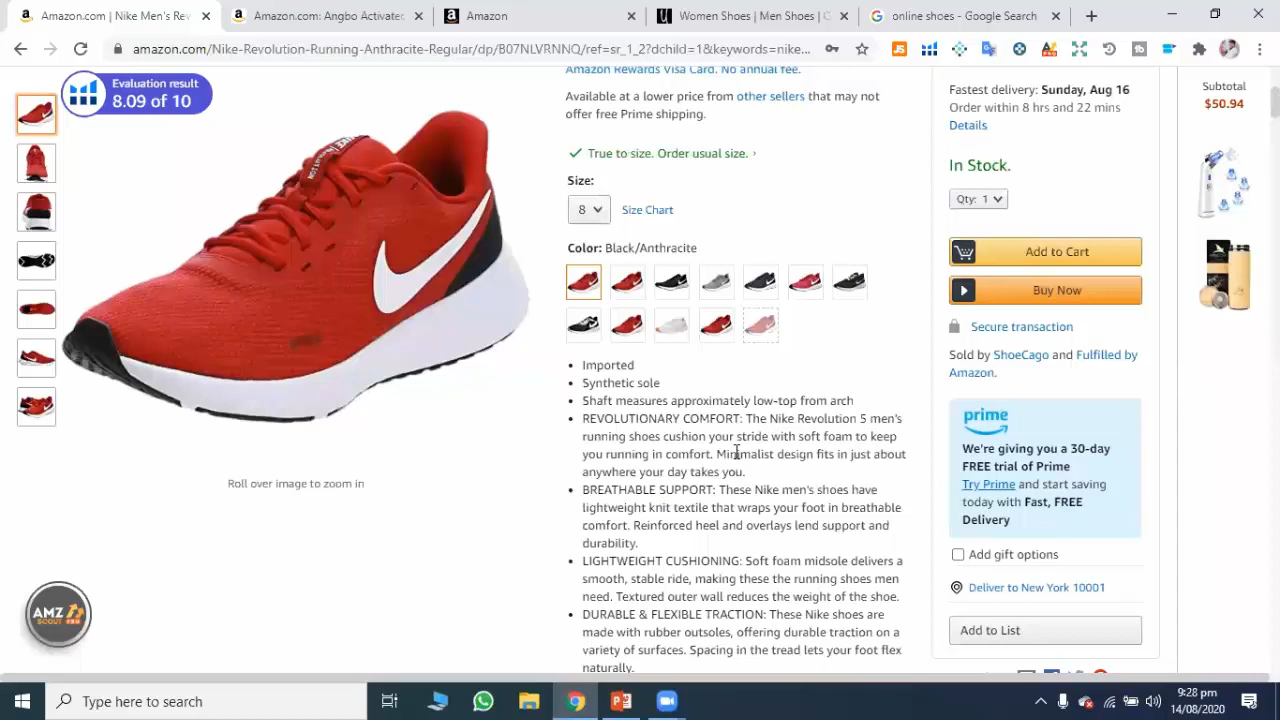 Amazon.com | Nike Men's Rev
Amazon.com: Angbo Activatec
Amazon
Women Shoes | Men Shoes | C
online shoes - Google Search
amazon.com/Nike-Revolution-Running-Anthracite-Regular/dp/B07NLVRNNQ/ref=sr_1_2?dchild=1&keywords=nike...
Evaluation result
8.09 of 10
Roll over image to zoom in
AMZ
SCOUT PRO
Amazon Rewards Visa Card. No annual fee.
Available at a lower price from other sellers that may not
offer free Prime shipping.
True to size. Order usual size.
Size:
8
Size Chart
Color: Black/Anthracite
Imported
Synthetic sole
Shaft measures approximately low-top from arch
REVOLUTIONARY COMFORT: The Nike Revolution 5 men's
running shoes cushion your stride with soft foam to keep
you running in comfort. Minimalist design fits in just about
anywhere your day takes you.
BREATHABLE SUPPORT: These Nike men's shoes have
lightweight knit textile that wraps your foot in breathable
comfort. Reinforced heel and overlays lend support and
durability.
LIGHTWEIGHT CUSHIONING: Soft foam midsole delivers a
smooth, stable ride, making these the running shoes men
need. Textured outer wall reduces the weight of the shoe.
DURABLE & FLEXIBLE TRACTION: These Nike shoes are
made with rubber outsoles, offering durable traction on a
variety of surfaces. Spacing in the tread lets your foot flex
naturally.
Fastest delivery: Sunday, Aug 16
Order within 8 hrs and 22 mins
Details
In Stock.
Qty: 1
Add to Cart
Buy Now
Secure transaction
Sold by ShoeCago and Fulfilled by
Amazon.
prime
We're giving you a 30-day
FREE trial of Prime
Try Prime and start saving
today with Fast, FREE
Delivery
Add gift options
Deliver to New York 10001
Add to List
Subtotal
$50.94
Type here to search
9:28 pm
14/08/2020